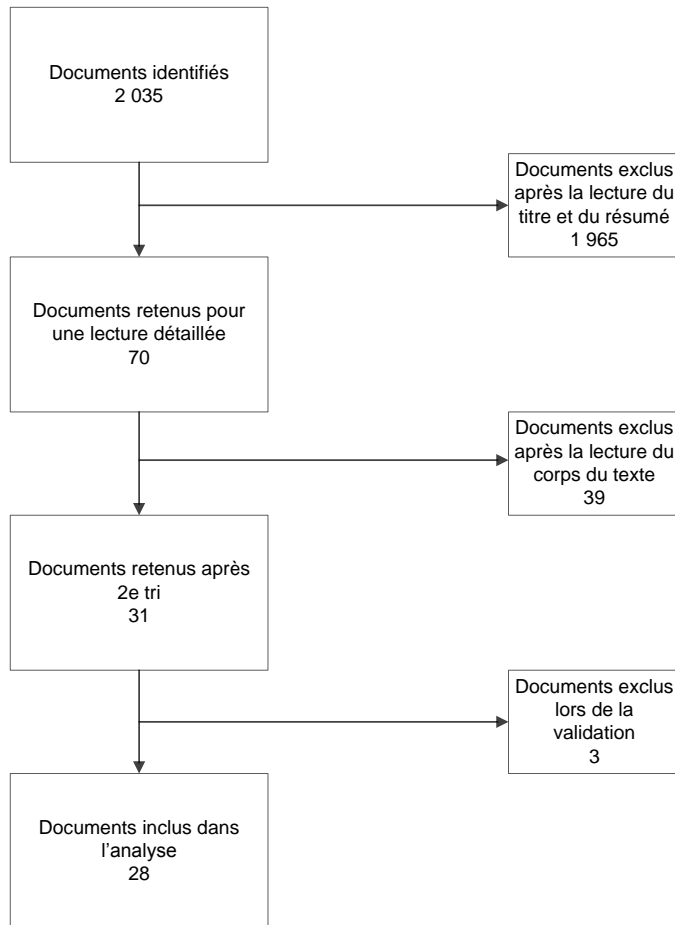 Documents identifiés
2 035
Documents exclus
après la lecture du
titre et du résumé
1 965
Documents retenus pour
une lecture détaillée
70
Documents exclus
après la lecture du
corps du texte
39
Documents retenus après
2e tri
31
Documents exclus
lors de la
validation
3
Documents inclus dans
l’analyse
28